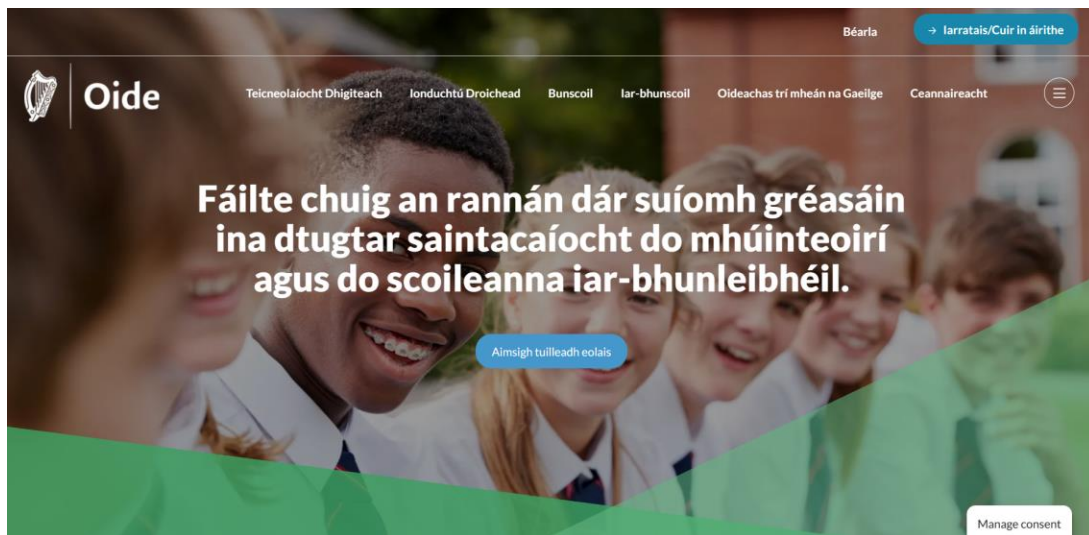 Béarla
→ Iarratais/Cuir in áirithe
Oide
Teicneolaíocht Dhigiteach Ionduchtú Droichead Bunscoil Iar-bhunscoil Oideachas trí mheán na Gaeilge Ceannaireacht
Fáilte chuig an rannán dár suíomh gréasáin
ina dtugtar saintacaíocht do mhúinteoirí
agus do scoileanna iar-bhunleibhéil.
Aimsigh tuilleadh eolais
Manage consent